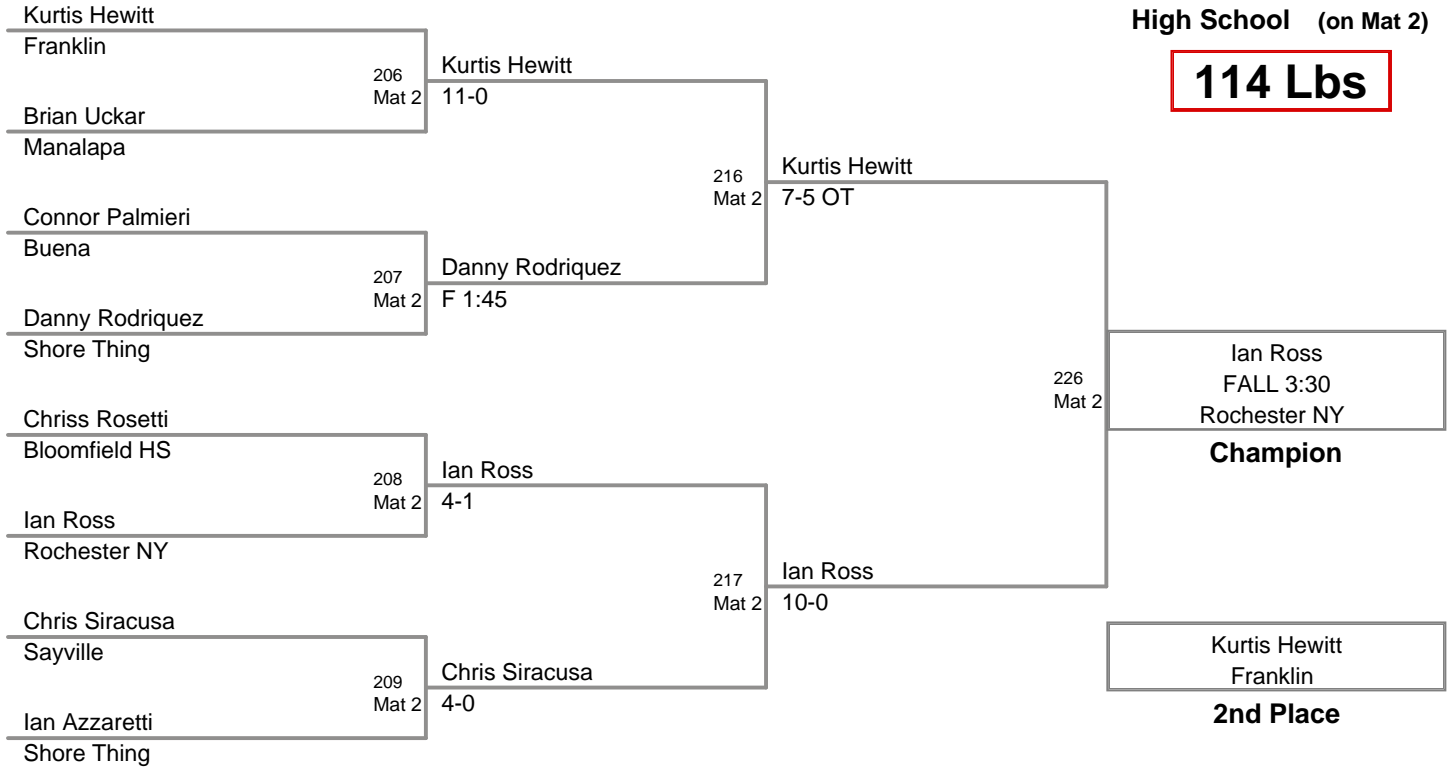 Kurtis Hewitt
Franklin
206
Mat 2
Kurtis Hewitt
11-0
Brian Uckar
Manalapa
216
Mat 2
Kurtis Hewitt
7-5 OT
Connor Palmieri
Buena
207
Mat 2
Danny Rodriquez
F 1:45
Danny Rodriquez
Shore Thing
226
Mat 2
Chriss Rosetti
Bloomfield HS
208
Mat 2
Ian Ross
4-1
Ian Ross
Rochester NY
217
Mat 2
Ian Ross
10-0
Chris Siracusa
Sayville
209
Mat 2
Chris Siracusa
4-0
Ian Azzaretti
Shore Thing
High School (on Mat 2)
114 Lbs
Ian Ross
FALL 3:30
Rochester NY
Champion
Kurtis Hewitt
Franklin
2nd Place